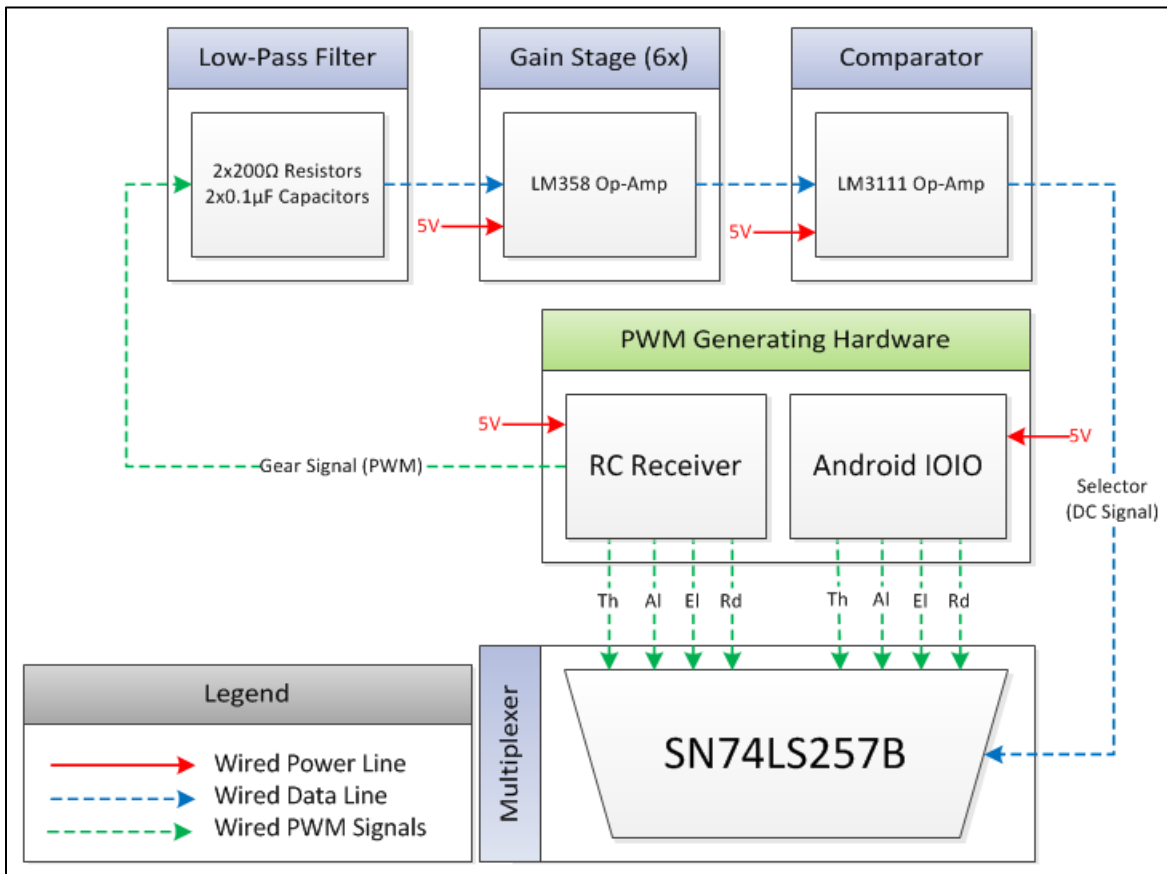 Low-Pass Filter
2x200Ω Resistors
2x0.1µF Capacitors
Gain Stage (6x)
LM358 Op-Amp
5V
Comparator
LM3111 Op-Amp
5V
PWM Generating Hardware
5V
RC Receiver
Android IOIO
5V
Gear Signal (PWM)
Selector
(DC Signal)
Th Al El Rd
Th Al El Rd
Multiplexer
SN74LS257B
Legend
Wired Power Line
Wired Data Line
Wired PWM Signals